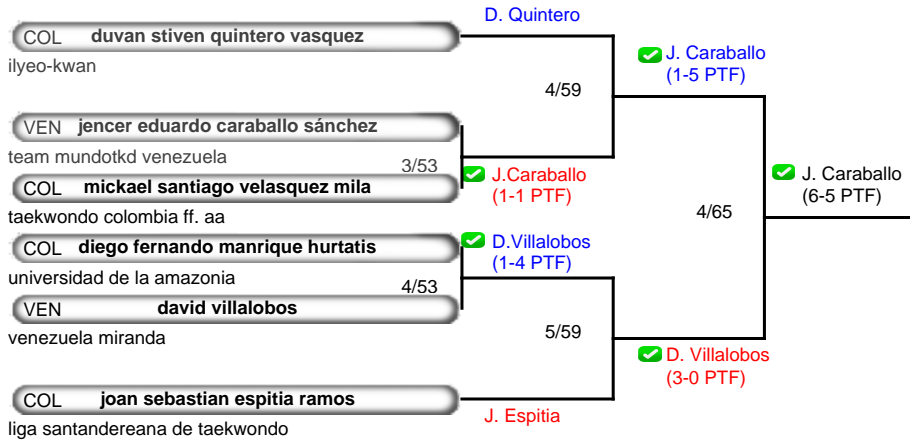 D. Quintero
COL duvan stiven quintero vasquez
ilyeo-kwan
J. Caraballo
(1-5 PTF)
4/59
VEN jencer eduardo caraballo sánchez
team mundotkd venezuela
3/53
COL mickael santiago velasquez mila
taekwondo colombia ff. aa
J.Caraballo
(1-1 PTF)
J. Caraballo
(6-5 PTF)
4/65
COL diego fernando manrique hurtatis
universidad de la amazonia
D.Villalobos
(1-4 PTF)
4/53
VEN david villalobos
venezuela miranda
5/59
D. Villalobos
(3-0 PTF)
COL joan sebastian espitia ramos
liga santandereana de taekwondo
J. Espitia